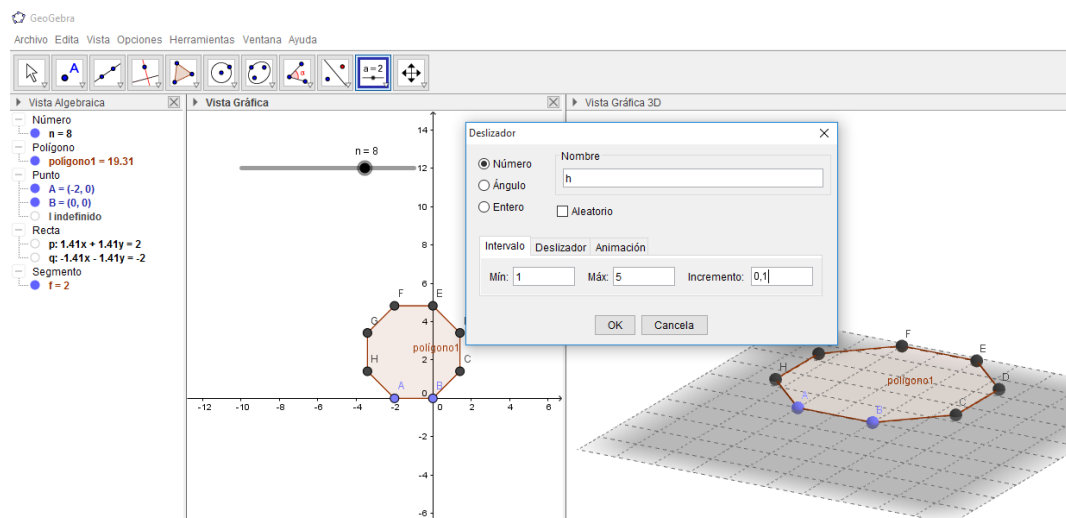 GeoGebra
Archivo Edita Vista Opciones Herramientas Ventana Ayuda
A
α
a=2
Vista Algebraica
Número
n = 8
Polígono
polígono1 = 19.31
Punto
A = (-2, 0)
B = (0, 0)
I indefinido
Recta
p: 1.41x + 1.41y = 2
q: -1.41x - 1.41y = -2
Segmento
f = 2
Vista Gráfica
n = 8
14
12
10
8
6
4
2
0
-2
-4
-6
-12 -10 -8 -6 -4 -2 0 2 4 6
F E
G
H C
A B
polígono1
Deslizador
Número
Ángulo
Entero
Nombre
h
Aleatorio
Intervalo Deslizador Animación
Mín: 1 Máx: 5 Incremento: 0,1
OK Cancela
Vista Gráfica 3D
F
E
H
D
polígono1
A
C
B